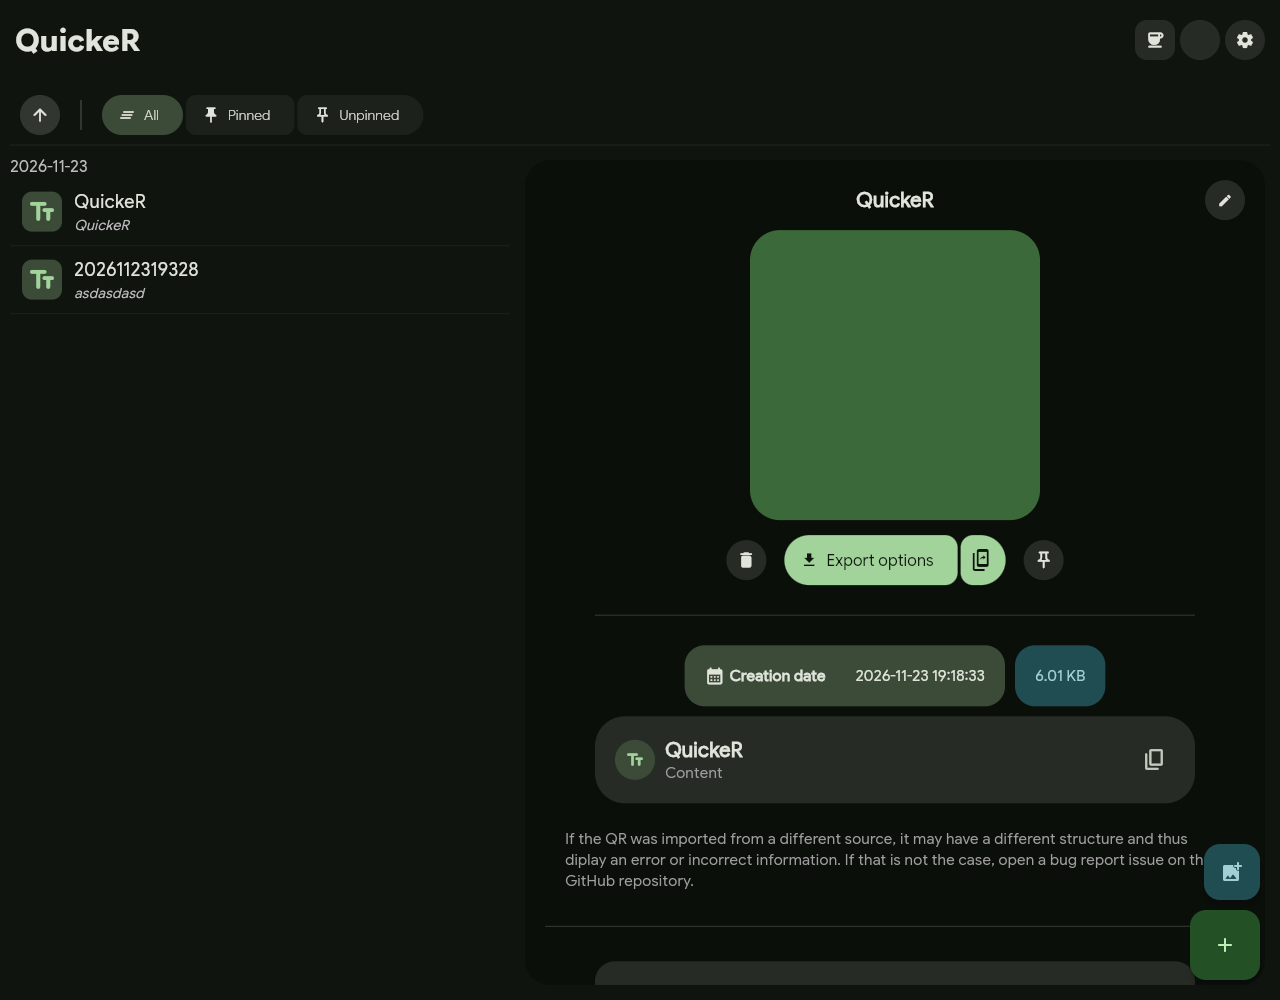 QuickeR
All
Pinned
Unpinned
2026-11-23
QuickeR
QuickeR
2026112319328
asdasdasd
QuickeR
Export options
Creation date
2026-11-23 19:18:33
6.01 KB
QuickeR
Content
If the QR was imported from a different source, it may have a different structure and thus
diplay an error or incorrect information. If that is not the case, open a bug report issue on th
GitHub repository.